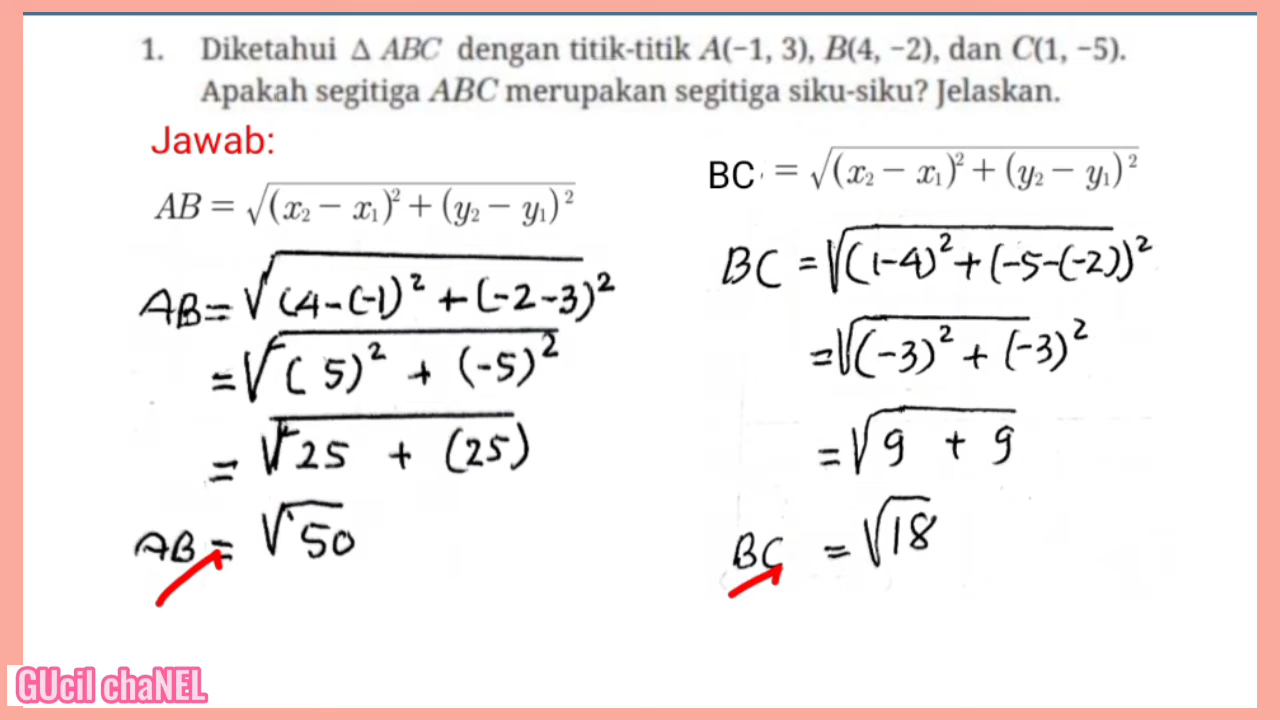 1. Diketahui Δ ABC dengan titik-titik A(−1, 3), B(4, −2), dan C(1, −5).
Apakah segitiga ABC merupakan segitiga siku-siku? Jelaskan.
Jawab:
AB = √(x₂ − x₁)² + (y₂ − y₁)²
AB = √(4-(-1)² + (-2-3)²
= √(5)² + (-5)²
= √25 + (25)
AB = √50
BC = √(x₂ − x₁)² + (y₂ − y₁)²
BC = √(1-4)² + (-5-(-2))²
= √(-3)² + (-3)²
= √9 + 9
BC = √18
GUcil chaNEL